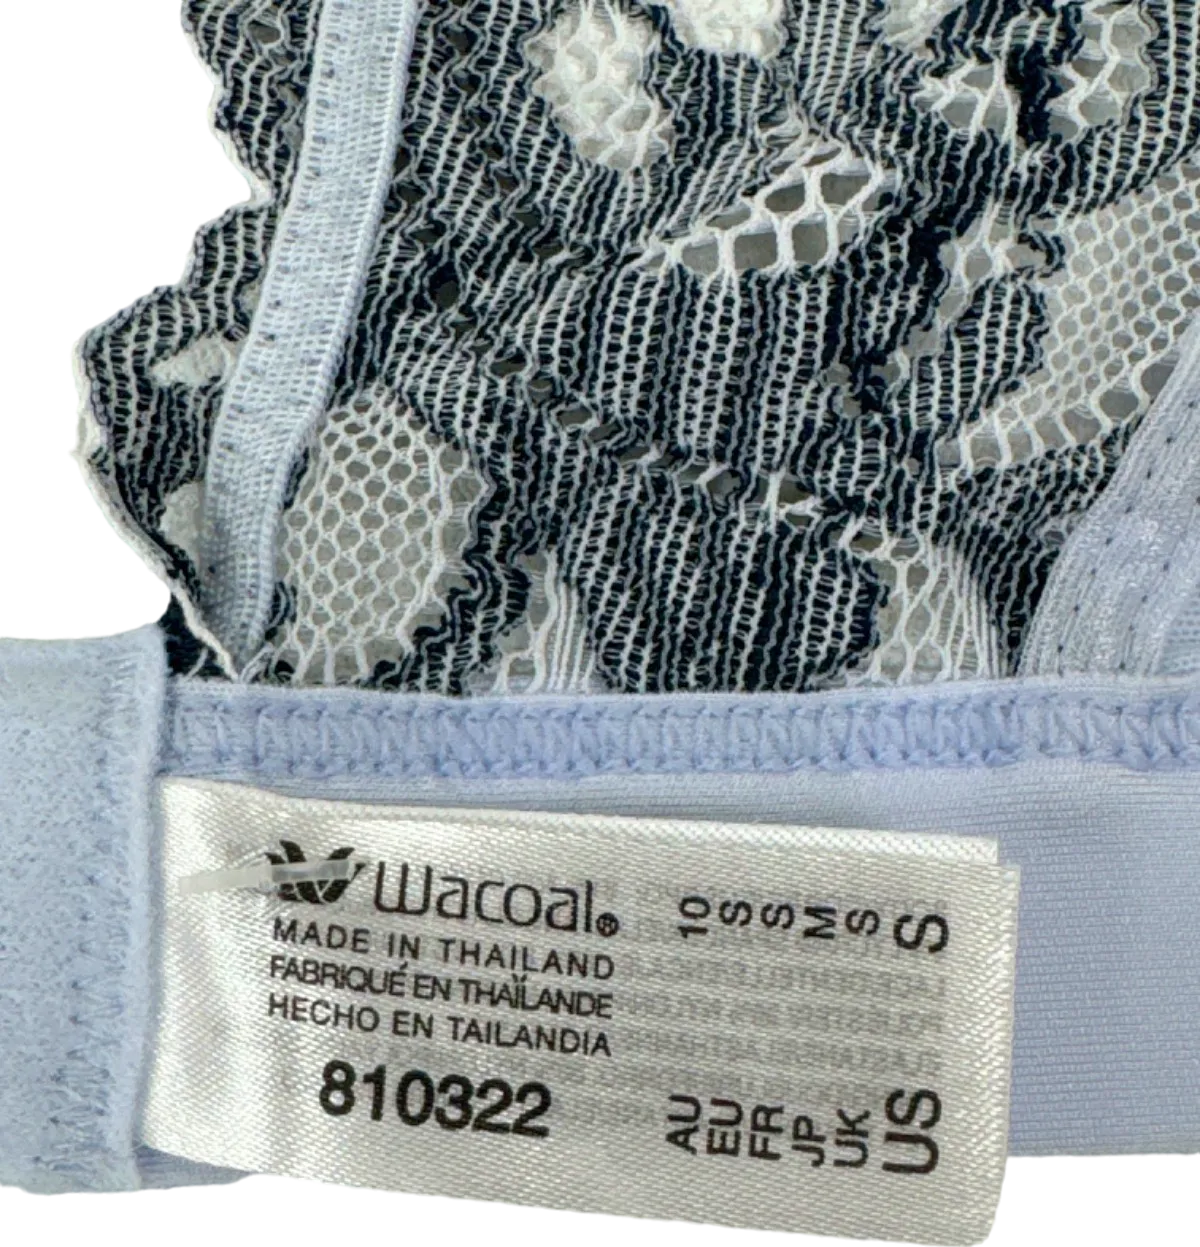 Wacoal®
MADE IN THAILAND
FABRIQUÉ EN THAÏLANDE
HECHO EN TAILANDIA
810322
AU 10
EU S
FR S
JP M
UK S
US S